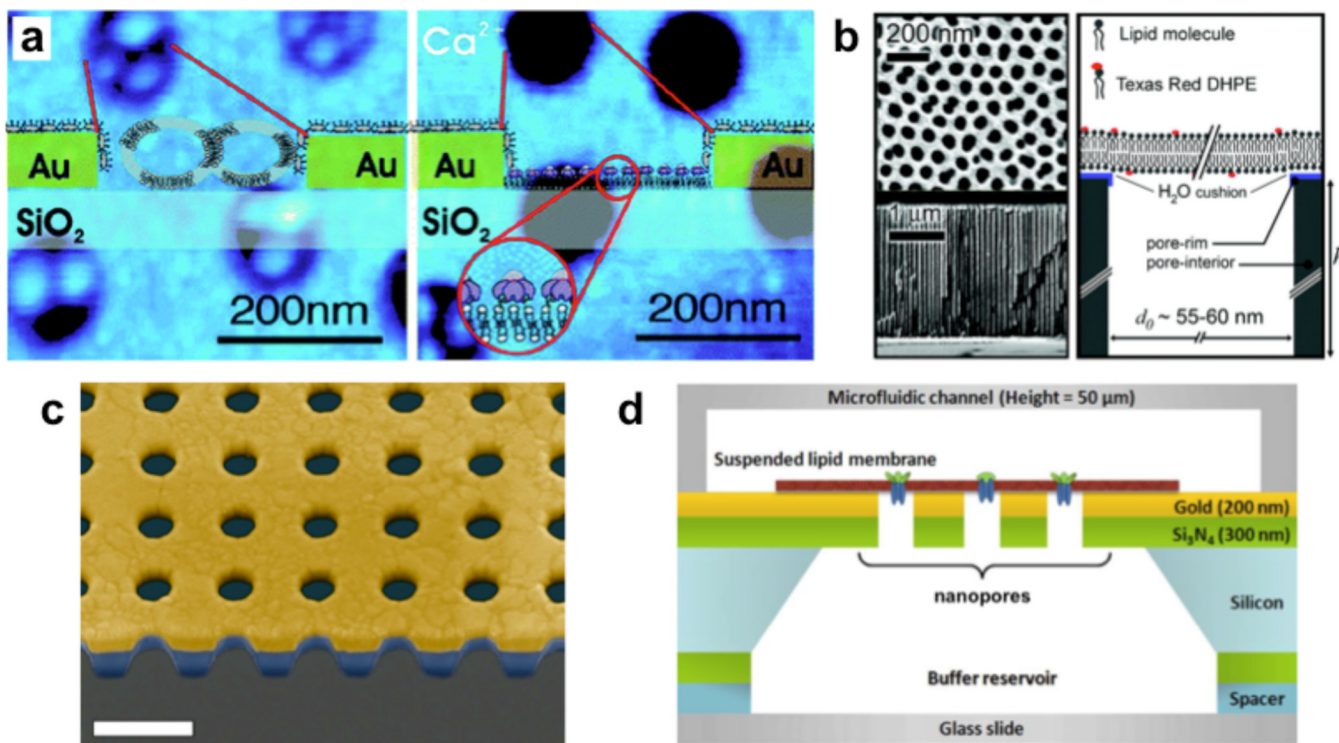 a
Au
Au
SiO2
200nm
Ca2+
Au
Au
SiO2
200nm
b
200 nm
1 µm
Lipid molecule
Texas Red DHPE
H2O cushion
pore-rim
pore-interior
d0 ~ 55-60 nm
c
d
Microfluidic channel (Height = 50 µm)
Suspended lipid membrane
Gold (200 nm)
Si3N4 (300 nm)
nanopores
Silicon
Buffer reservoir
Spacer
Glass slide